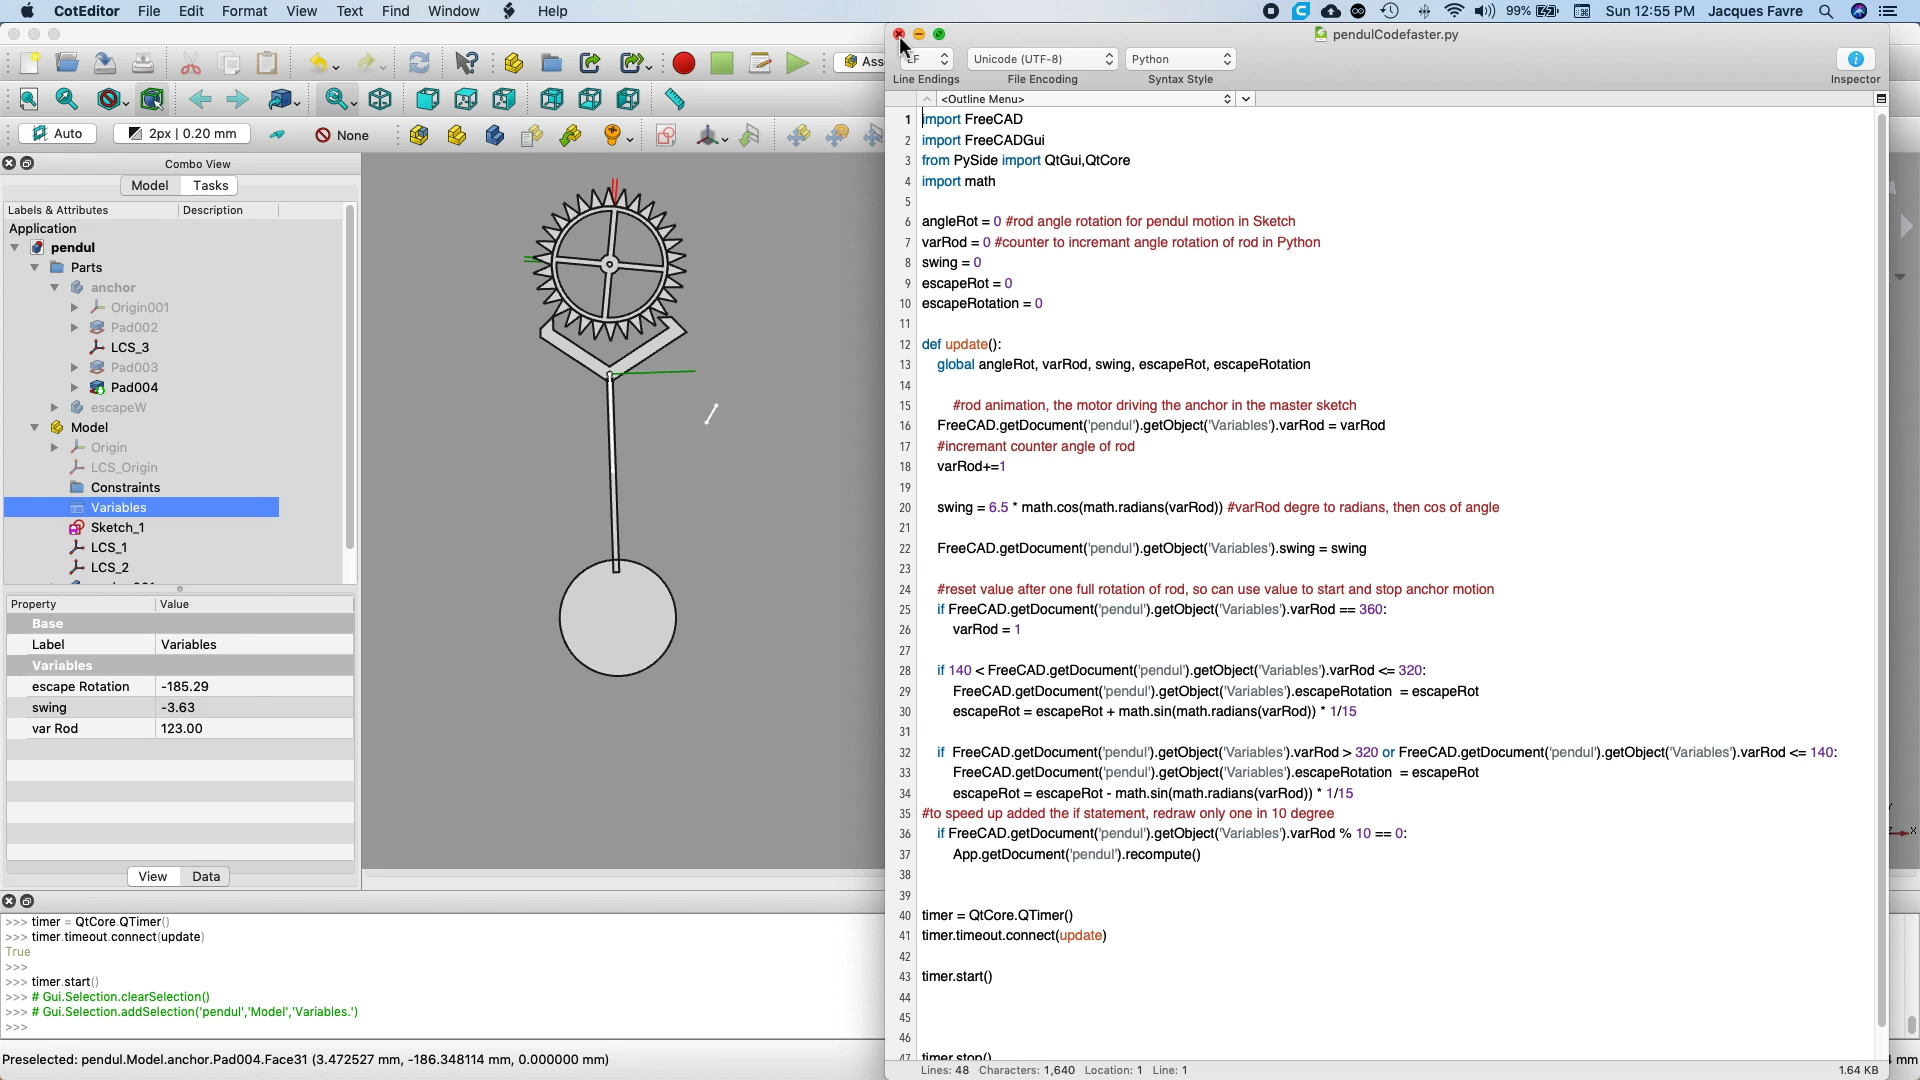 CotEditor File Edit Format View Text Find Window Help 99% Sun 12:55 PM Jacques Favre
pendulCodefaster.py
Unicode (UTF-8) Python
Line Endings File Encoding Syntax Style Inspector
<Outline Menu>
Auto 2px | 0.20 mm None
Combo View
Model Tasks
Labels & Attributes Description
Application
pendul
Parts
anchor
Origin001
Pad002
LCS_3
Pad003
Pad004
escapeW
Model
Origin
LCS_Origin
Constraints
Variables
Sketch_1
LCS_1
LCS_2
Property Value
Base
Label Variables
Variables
escape Rotation -185.29
swing -3.63
var Rod 123.00
View Data
>>> timer = QtCore.QTimer()
>>> timer.timeout.connect(update)
True
>>>
>>> timer.start()
>>> # Gui.Selection.clearSelection()
>>> # Gui.Selection.addSelection('pendul','Model','Variables.')
>>>
Preselected: pendul.Model.anchor.Pad004.Face31 (3.472527 mm, -186.348114 mm, 0.000000 mm)
1 import FreeCAD
2 import FreeCADGui
3 from PySide import QtGui,QtCore
4 import math
5
6 angleRot = 0 #rod angle rotation for pendul motion in Sketch
7 varRod = 0 #counter to incremant angle rotation of rod in Python
8 swing = 0
9 escapeRot = 0
10 escapeRotation = 0
11
12 def update():
13 global angleRot, varRod, swing, escapeRot, escapeRotation
14
15 #rod animation, the motor driving the anchor in the master sketch
16 FreeCAD.getDocument('pendul').getObject('Variables').varRod = varRod
17 #incremant counter angle of rod
18 varRod+=1
19
20 swing = 6.5 * math.cos(math.radians(varRod)) #varRod degre to radians, then cos of angle
21
22 FreeCAD.getDocument('pendul').getObject('Variables').swing = swing
23
24 #reset value after one full rotation of rod, so can use value to start and stop anchor motion
25 if FreeCAD.getDocument('pendul').getObject('Variables').varRod == 360:
26 varRod = 1
27
28 if 140 < FreeCAD.getDocument('pendul').getObject('Variables').varRod <= 320:
29 FreeCAD.getDocument('pendul').getObject('Variables').escapeRotation = escapeRot
30 escapeRot = escapeRot + math.sin(math.radians(varRod)) * 1/15
31
32 if FreeCAD.getDocument('pendul').getObject('Variables').varRod > 320 or FreeCAD.getDocument('pendul').getObject('Variables').varRod <= 140:
33 FreeCAD.getDocument('pendul').getObject('Variables').escapeRotation = escapeRot
34 escapeRot = escapeRot - math.sin(math.radians(varRod)) * 1/15
35 #to speed up added the if statement, redraw only one in 10 degree
36 if FreeCAD.getDocument('pendul').getObject('Variables').varRod % 10 == 0:
37 App.getDocument('pendul').recompute()
38
39
40 timer = QtCore.QTimer()
41 timer.timeout.connect(update)
42
43 timer.start()
44
45
46
47 timer.stop()
Lines: 48 Characters: 1,640 Location: 1 Line: 1 1.64 KB
mm